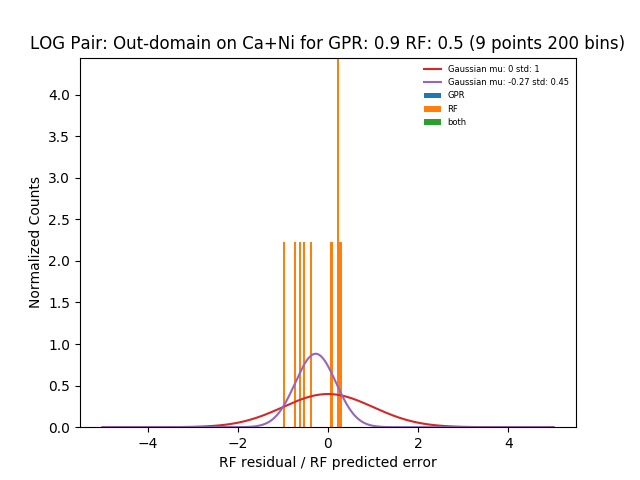 LOG Pair: Out-domain on Ca+Ni for GPR: 0.9 RF: 0.5 (9 points 200 bins)
Gaussian mu: 0 std: 1
Gaussian mu: -0.27 std: 0.45
GPR
RF
both
Normalized Counts
4.0
3.5
3.0
2.5
2.0
1.5
1.0
0.5
0.0
−4
−2
0
2
4
RF residual / RF predicted error